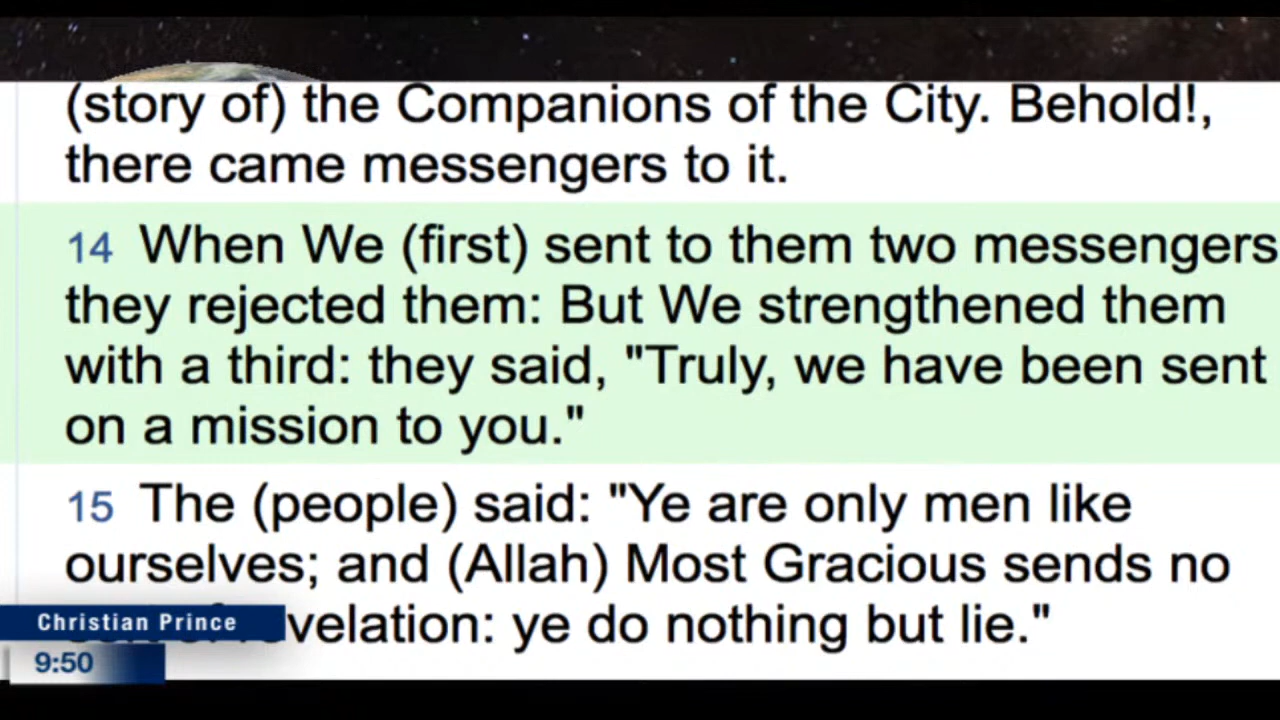 (story of) the Companions of the City. Behold!,
there came messengers to it.
14 When We (first) sent to them two messengers
they rejected them: But We strengthened them
with a third: they said, "Truly, we have been sent
on a mission to you."
15 The (people) said: "Ye are only men like
ourselves; and (Allah) Most Gracious sends no
velation: ye do nothing but lie."
Christian Prince
9:50